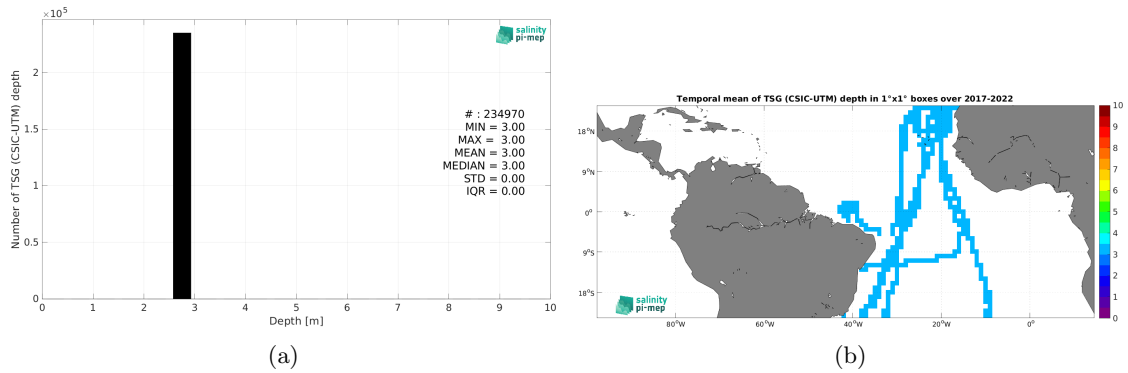 ×10⁵
salinity
pi-mep
2
1.5
1
0.5
0
Number of TSG (CSIC-UTM) depth
# : 234970
MIN = 3.00
MAX = 3.00
MEAN = 3.00
MEDIAN = 3.00
STD = 0.00
IQR = 0.00
0 1 2 3 4 5 6 7 8 9 10
Depth [m]
(a)
Temporal mean of TSG (CSIC-UTM) depth in 1°x1° boxes over 2017-2022
18°N
9°N
0°
9°S
18°S
80°W 60°W 40°W 20°W 0°
salinity
pi-mep
10
9
8
7
6
5
4
3
2
1
0
(b)